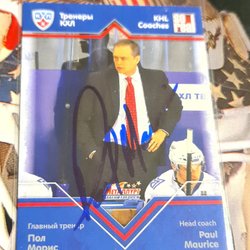 КХЛ
Тренеры
КХЛ
KHL
Coaches
Главный тренер
Пол
Морис
Head coach
Paul
Maurice